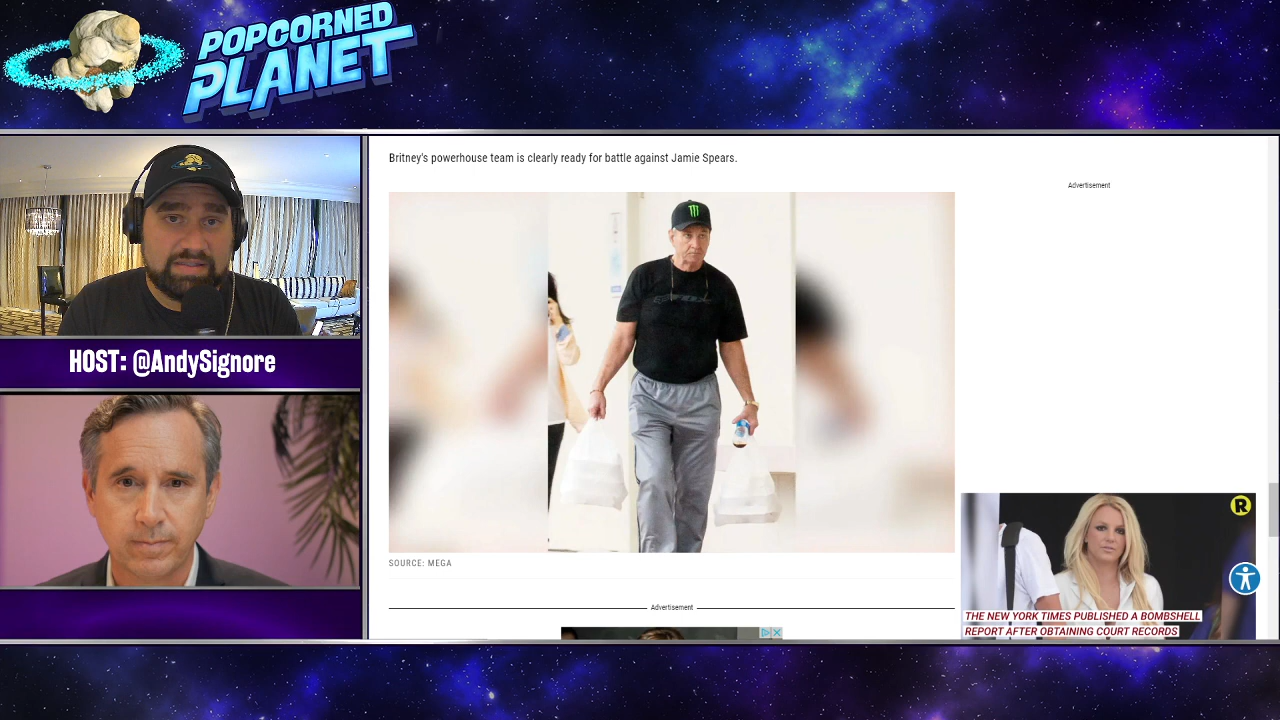 POPCORNED
PLANET
Britney's powerhouse team is clearly ready for battle against Jamie Spears.
Advertisement
HOST: @AndySignore
SOURCE: MEGA
Advertisement
R
THE NEW YORK TIMES PUBLISHED A BOMBSHELL
REPORT AFTER OBTAINING COURT RECORDS